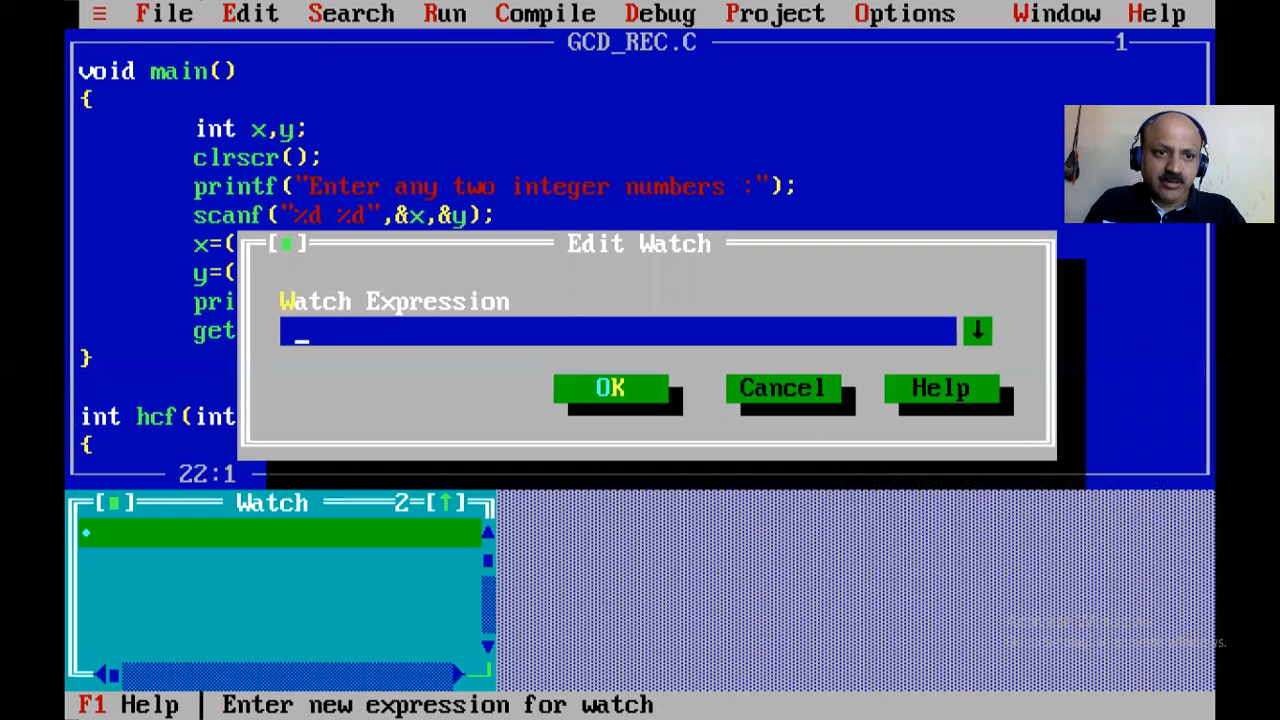 ≡ File Edit Search Run Compile Debug Project Options Window Help
GCD_REC.C 1
void main()
{
int x,y;
clrscr();
printf("Enter any two integer numbers :");
scanf("%d %d",&x,&y);
x=(
y=(
pri
get
}
int hcf(int
{
22:1
[■] Edit Watch
Watch Expression
_
↓
OK Cancel Help
[■] Watch 2=[↑]
•
F1 Help | Enter new expression for watch